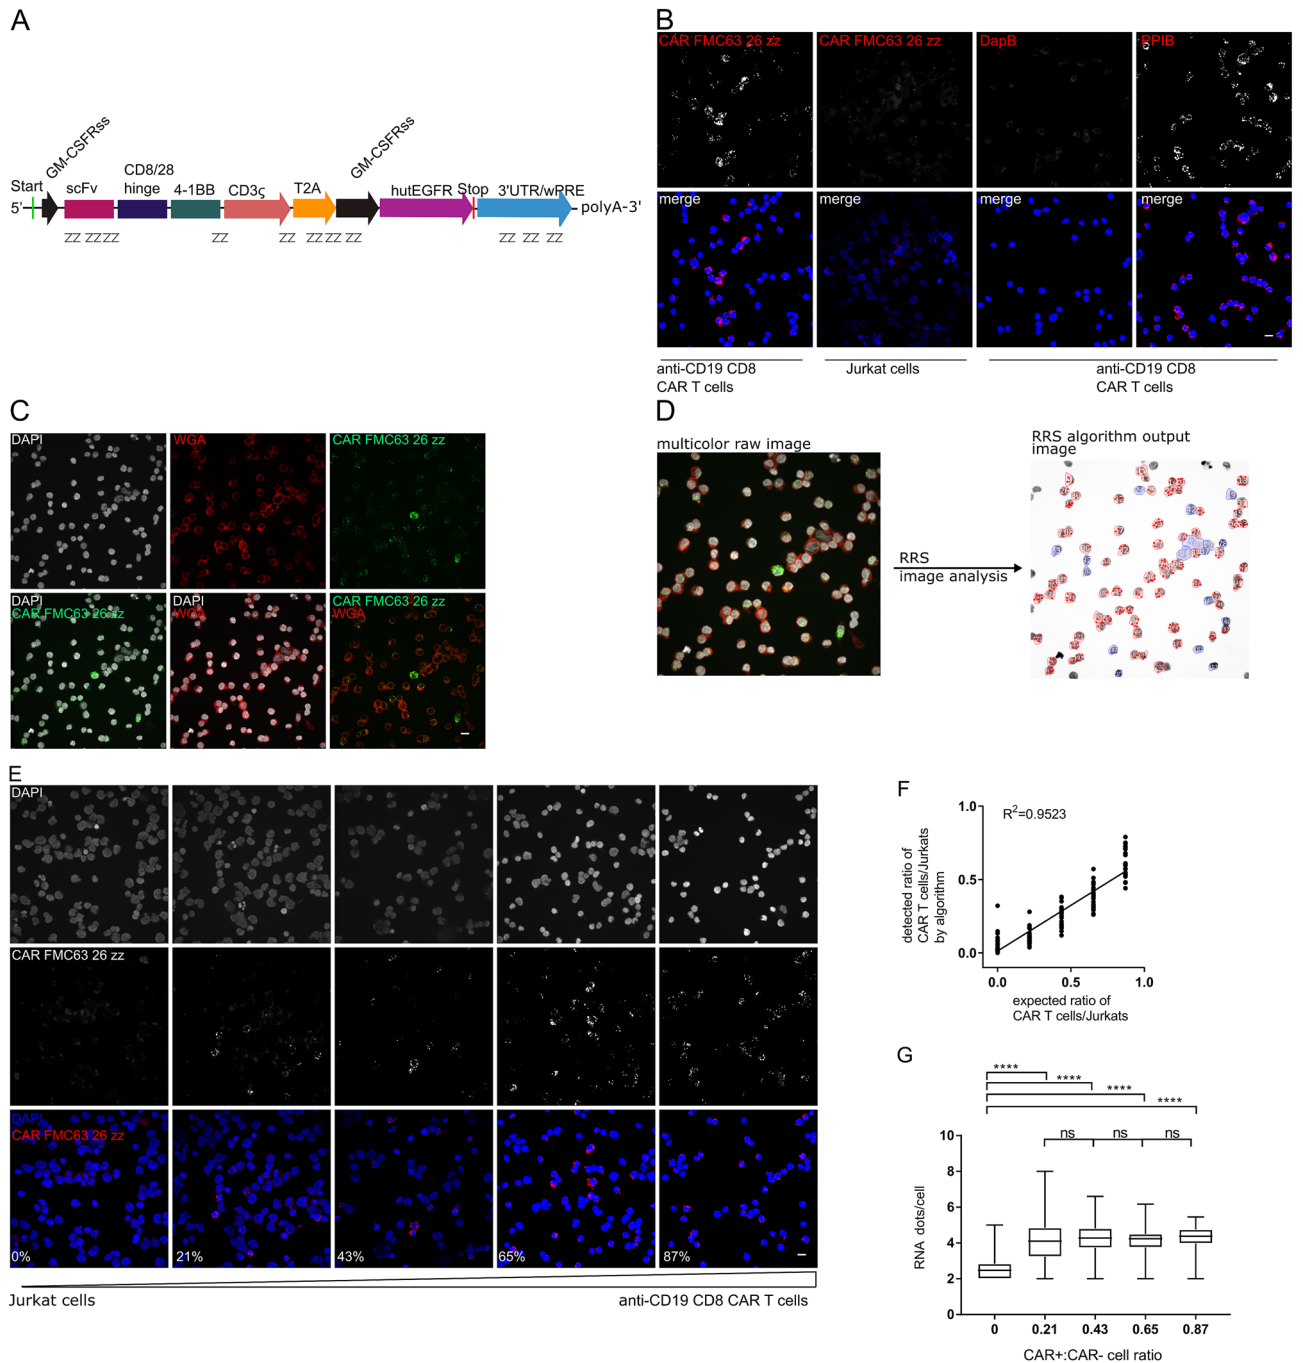 A
GM-CSFRss
GM-CSFRss
CD8/28
hinge
Start
scFv
4-1BB
CD3ς
T2A
hutEGFR
Stop
3'UTR/wPRE
5'
polyA-3'
ZZ ZZ ZZ
ZZ
ZZ
ZZ ZZ ZZ
ZZ ZZ ZZ
B
CAR FMC63 26 zz
CAR FMC63 26 zz
DapB
PPIB
merge
merge
merge
merge
anti-CD19 CD8
CAR T cells
Jurkat cells
anti-CD19 CD8
CAR T cells
C
DAPI
WGA
CAR FMC63 26 zz
DAPI
CAR FMC63 26 zz
DAPI
WGA
CAR FMC63 26 zz
WGA
D
multicolor raw image
RRS algorithm output
image
RRS
image analysis
E
DAPI
CAR FMC63 26 zz
DAPI
CAR FMC63 26 zz
0%
21%
43%
65%
87%
Jurkat cells
anti-CD19 CD8 CAR T cells
F
R²=0.9523
1.0
0.5
0.0
0.0
0.5
1.0
detected ratio of
CAR T cells/Jurkats
by algorithm
expected ratio of
CAR T cells/Jurkats
G
****
****
****
****
ns
ns
ns
10
8
6
4
2
0
RNA dots/cell
0
0.21
0.43
0.65
0.87
CAR+:CAR- cell ratio